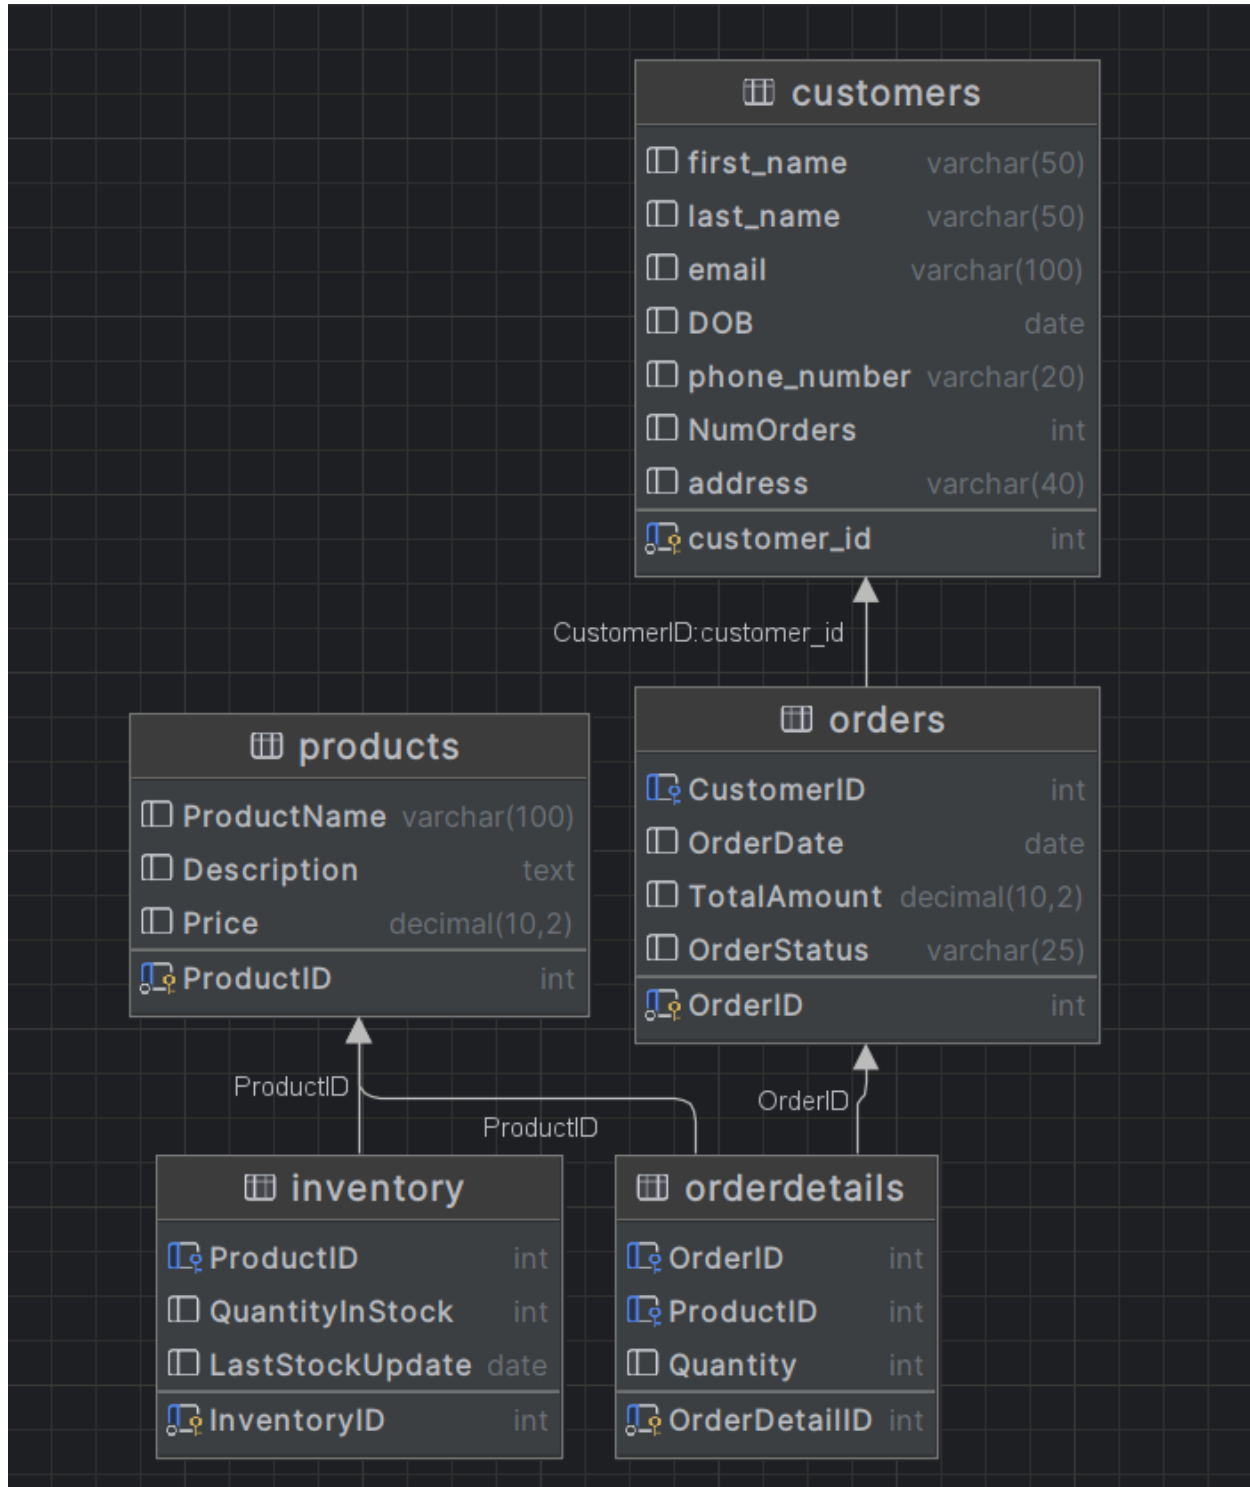 customers
first_name varchar(50)
last_name varchar(50)
email varchar(100)
DOB date
phone_number varchar(20)
NumOrders int
address varchar(40)
customer_id int
CustomerID:customer_id
products
ProductName varchar(100)
Description text
Price decimal(10,2)
ProductID int
orders
CustomerID int
OrderDate date
TotalAmount decimal(10,2)
OrderStatus varchar(25)
OrderID int
ProductID
ProductID
OrderID
inventory
ProductID int
QuantityInStock int
LastStockUpdate date
InventoryID int
orderdetails
OrderID int
ProductID int
Quantity int
OrderDetailID int